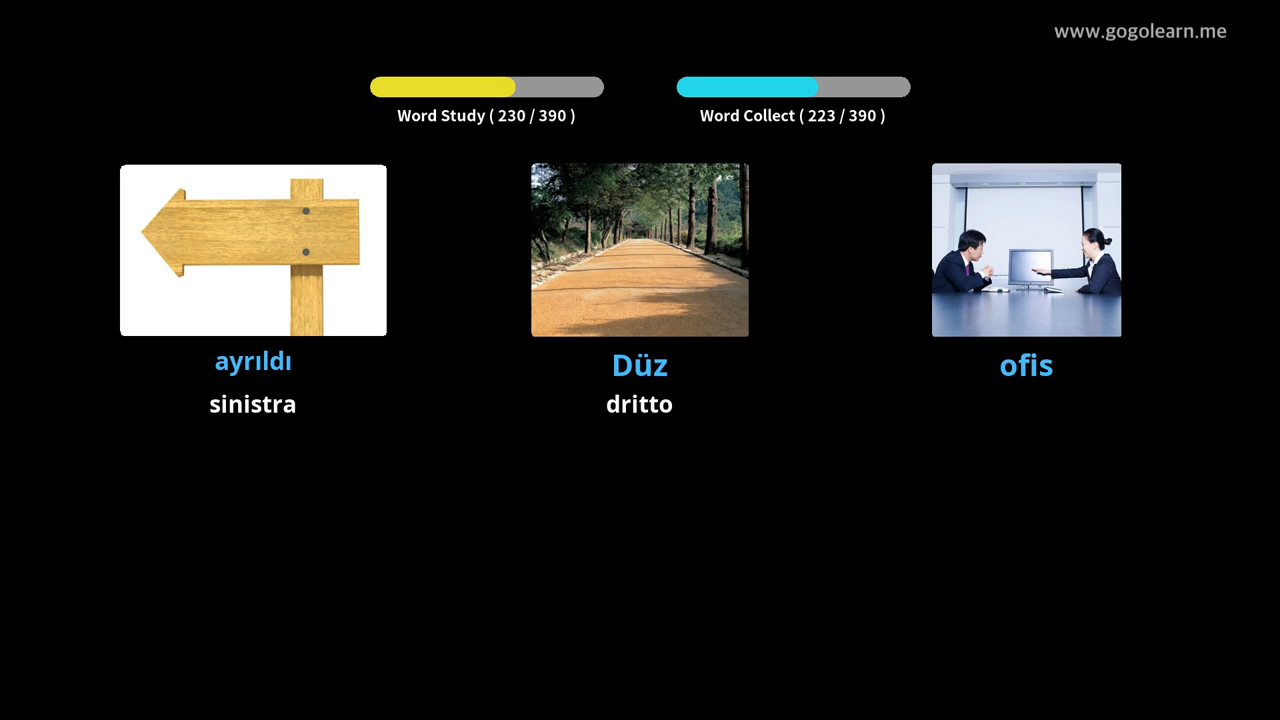 www.gogolearn.me
Word Study ( 230 / 390 )
Word Collect ( 223 / 390 )
ayrıldı
Düz
ofis
sinistra
dritto